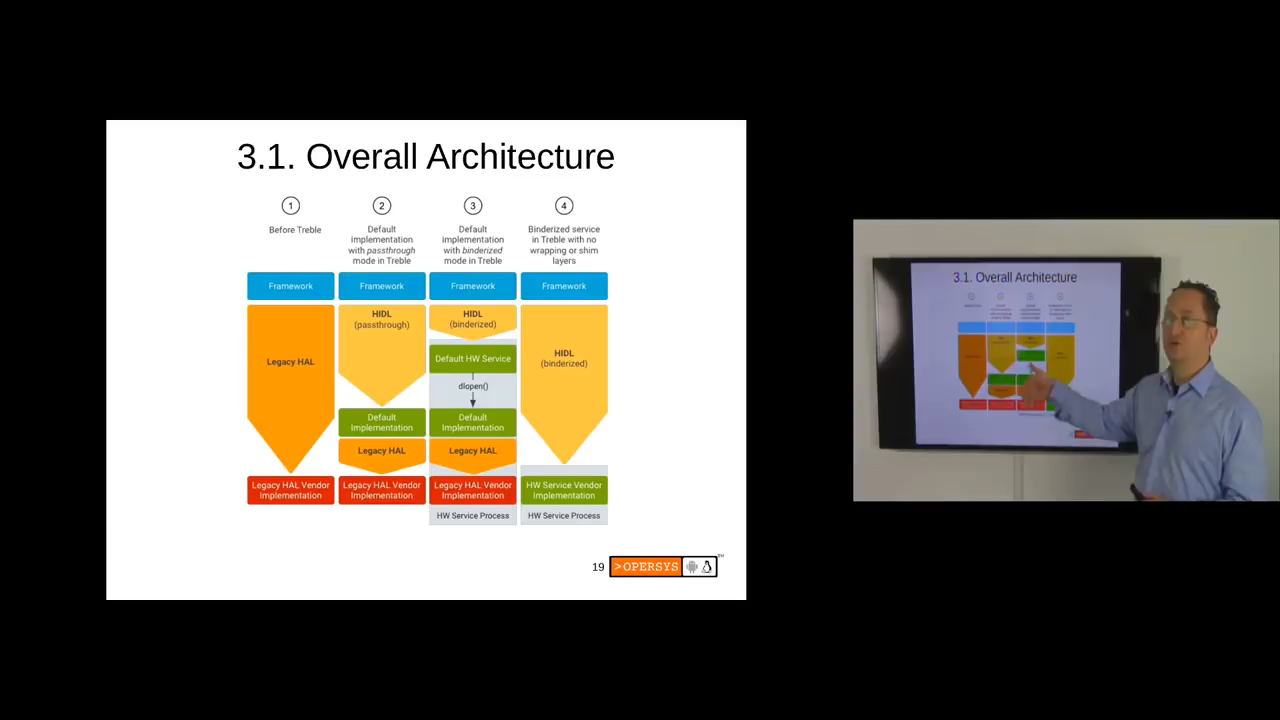 3.1. Overall Architecture
1
2
3
4
Before Treble
Default
implementation
with passthrough
mode in Treble
Default
implementation
with binderized
mode in Treble
Binderized service
in Treble with no
wrapping or shim
layers
Framework
Framework
Framework
Framework
Legacy HAL
HIDL
(passthrough)
HIDL
(binderized)
HIDL
(binderized)
Default HW Service
dlopen()
Default
Implementation
Default
Implementation
Legacy HAL
Legacy HAL
Legacy HAL Vendor
Implementation
Legacy HAL Vendor
Implementation
Legacy HAL Vendor
Implementation
HW Service Vendor
Implementation
HW Service Process
HW Service Process
19
>OPERSYS
TM
3.1. Overall Architecture